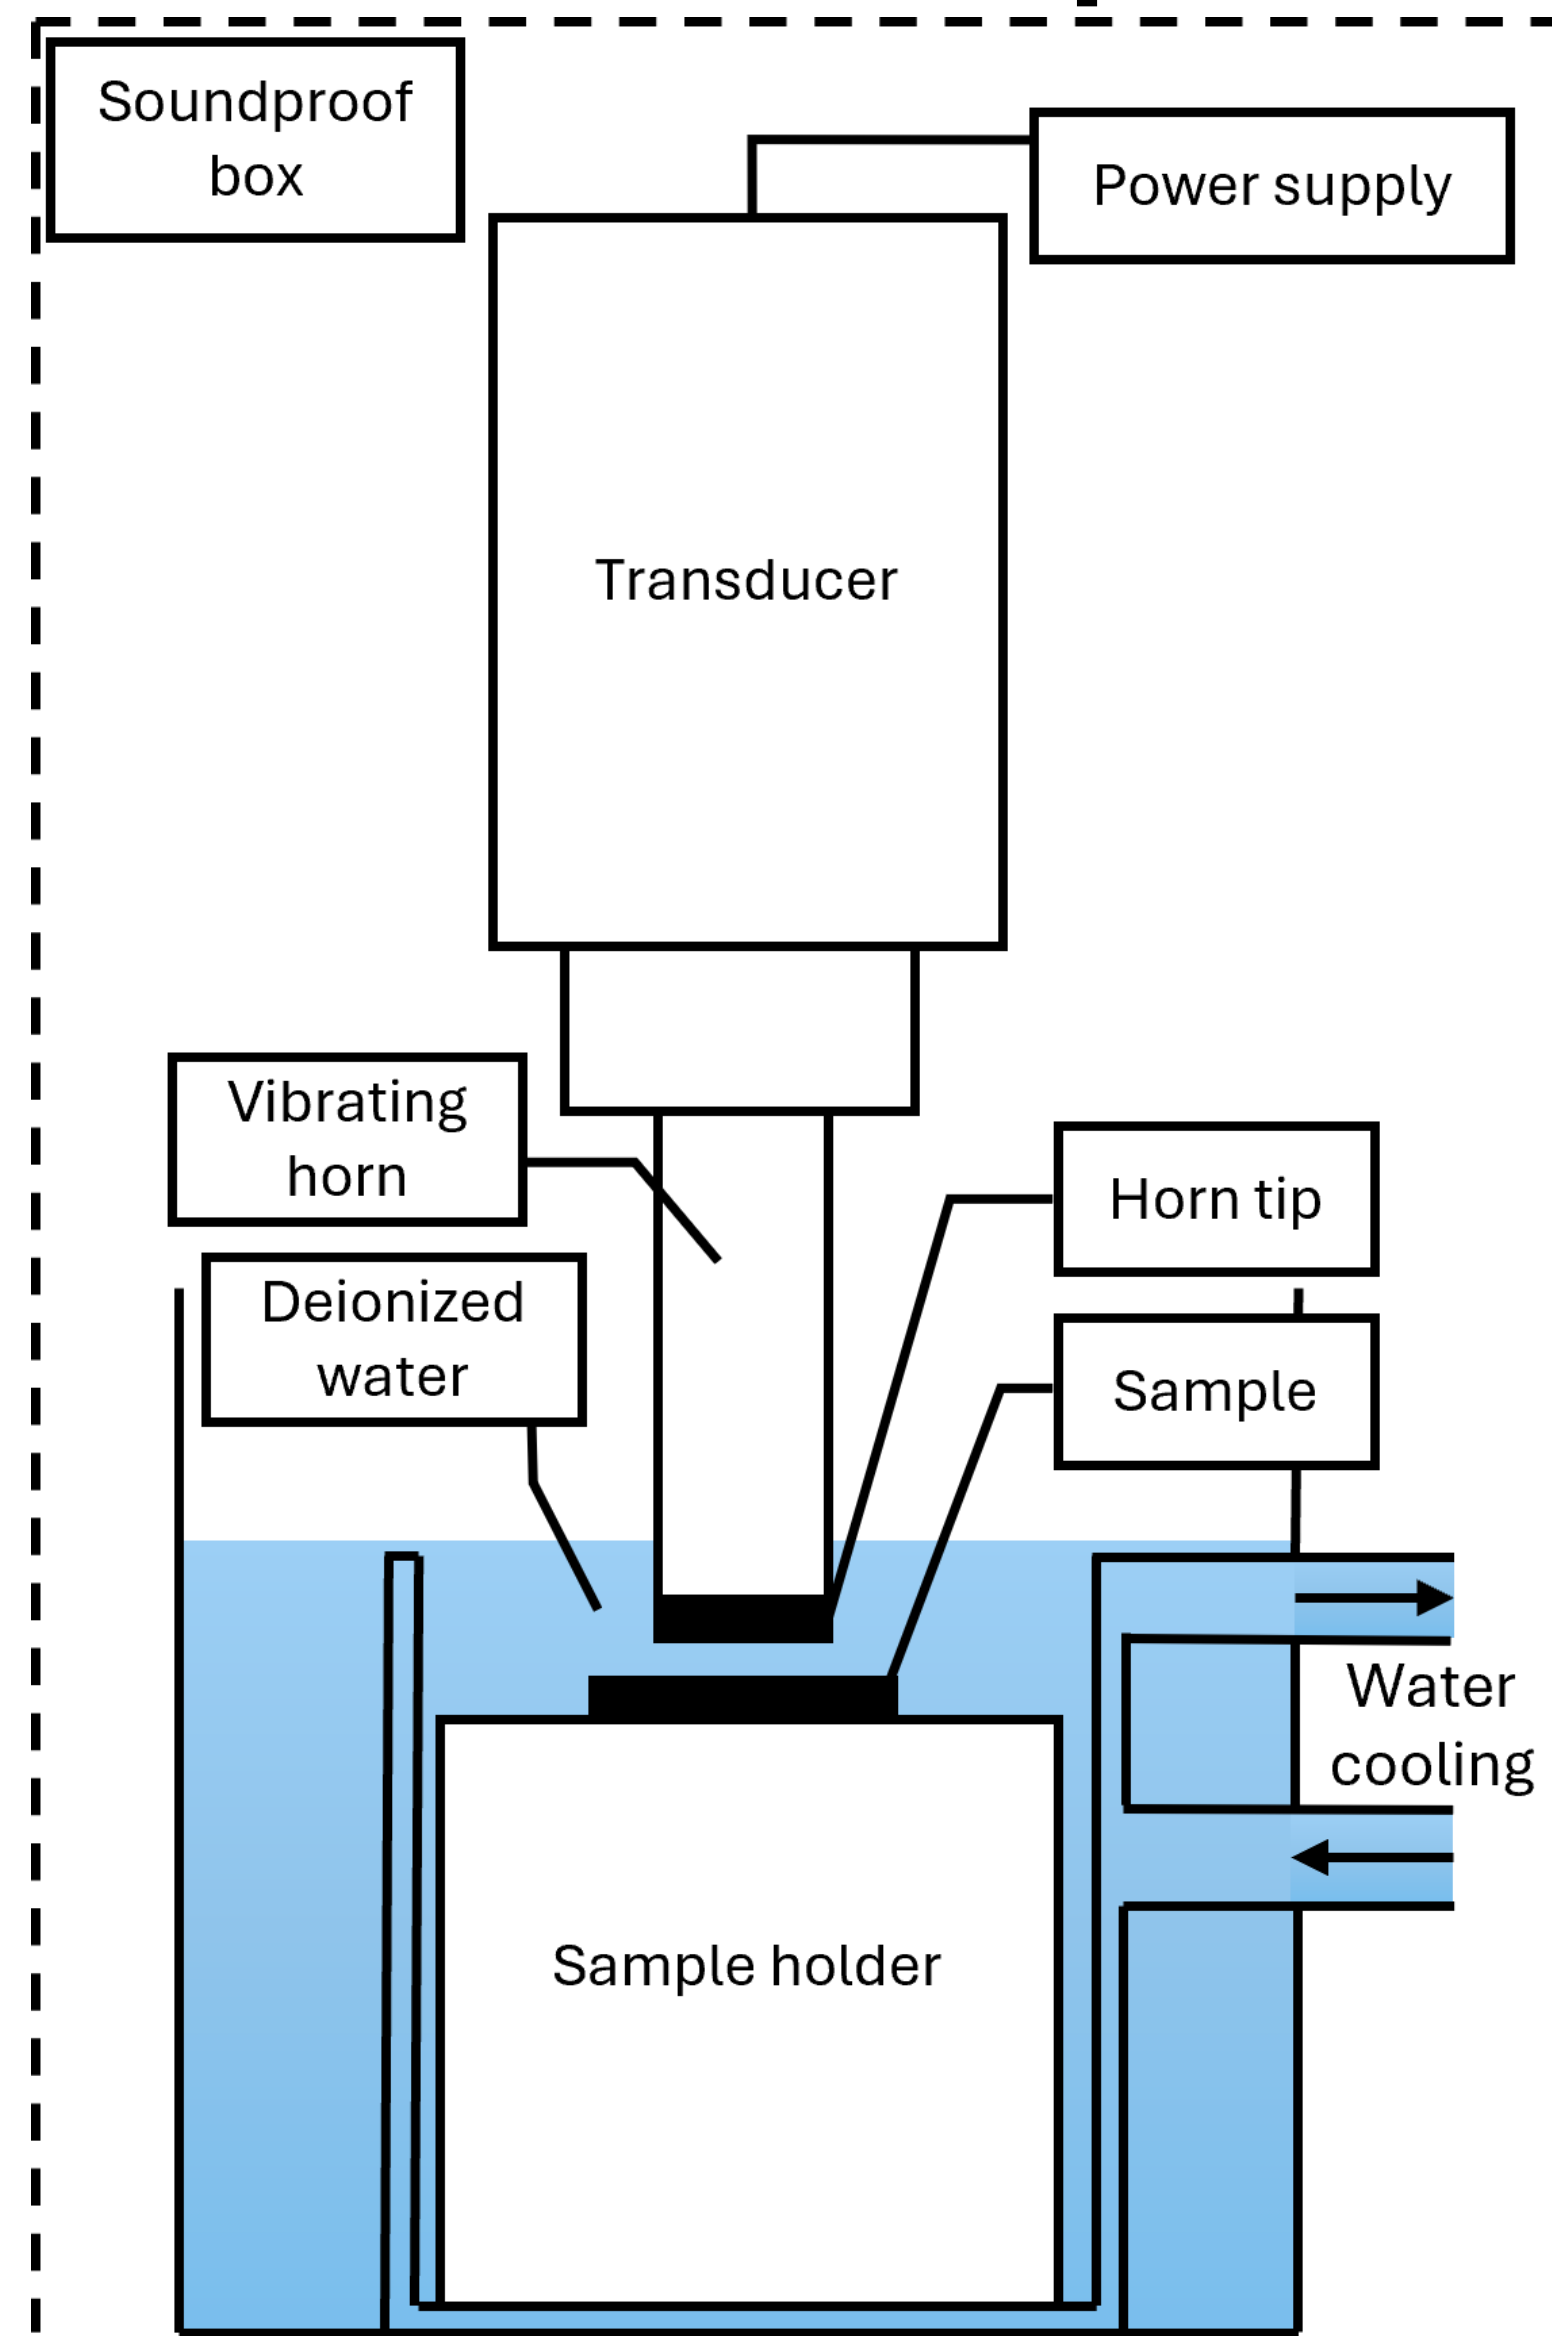 Soundproof
box
Power supply
Transducer
Vibrating
horn
Horn tip
Deionized
water
Sample
Water
cooling
Sample holder